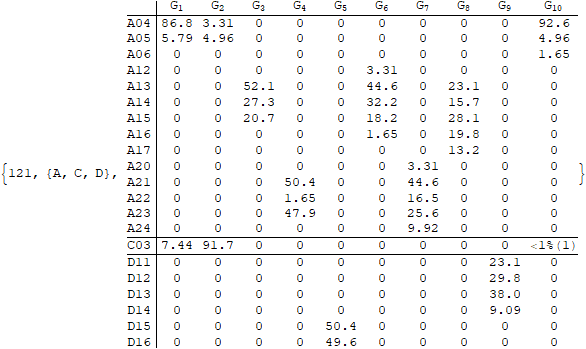 G1 G2 G3 G4 G5 G6 G7 G8 G9 G10
A04 86.8 3.31 0 0 0 0 0 0 0 92.6
A05 5.79 4.96 0 0 0 0 0 0 0 4.96
A06 0 0 0 0 0 0 0 0 0 1.65
A12 0 0 0 0 0 3.31 0 0 0 0
A13 0 0 52.1 0 0 44.6 0 23.1 0 0
A14 0 0 27.3 0 0 32.2 0 15.7 0 0
A15 0 0 20.7 0 0 18.2 0 28.1 0 0
A16 0 0 0 0 0 1.65 0 19.8 0 0
A17 0 0 0 0 0 0 0 13.2 0 0
{121, {A, C, D}, A20 0 0 0 0 0 0 3.31 0 0 0 }
A21 0 0 0 50.4 0 0 44.6 0 0 0
A22 0 0 0 1.65 0 0 16.5 0 0 0
A23 0 0 0 47.9 0 0 25.6 0 0 0
A24 0 0 0 0 0 0 9.92 0 0 0
C03 7.44 91.7 0 0 0 0 0 0 0 <1%(1)
D11 0 0 0 0 0 0 0 0 23.1 0
D12 0 0 0 0 0 0 0 0 29.8 0
D13 0 0 0 0 0 0 0 0 38.0 0
D14 0 0 0 0 0 0 0 0 9.09 0
D15 0 0 0 0 50.4 0 0 0 0 0
D16 0 0 0 0 49.6 0 0 0 0 0